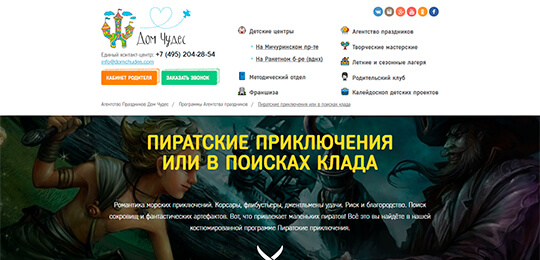 Дом Чудес
Единый контакт-центр: +7 (495) 204-28-54
info@domchudes.com
КАБИНЕТ РОДИТЕЛЯ
ЗАКАЗАТЬ ЗВОНОК
Детские центры
На Мичуринском пр-те
На Ракетном б-ре (вднх)
Методический отдел
Франшиза
Агентство праздников
Творческие мастерские
Летние и сезонные лагеря
Родительский клуб
Калейдоскоп детских проектов
Агентство Праздников Дом Чудес / Программы Агентства праздников / Пиратские приключения или в поисках клада
ПИРАТСКИЕ ПРИКЛЮЧЕНИЯ
ИЛИ В ПОИСКАХ КЛАДА
Романтика морских приключений. Корсары, флибустьеры, джентльмены удачи. Риск и благородство. Поиск
сокровищ и фантастических артефактов. Вот, что привлекает маленьких пиратов! Всё это вы найдёте в нашей
костюмированной программе Пиратские приключения.